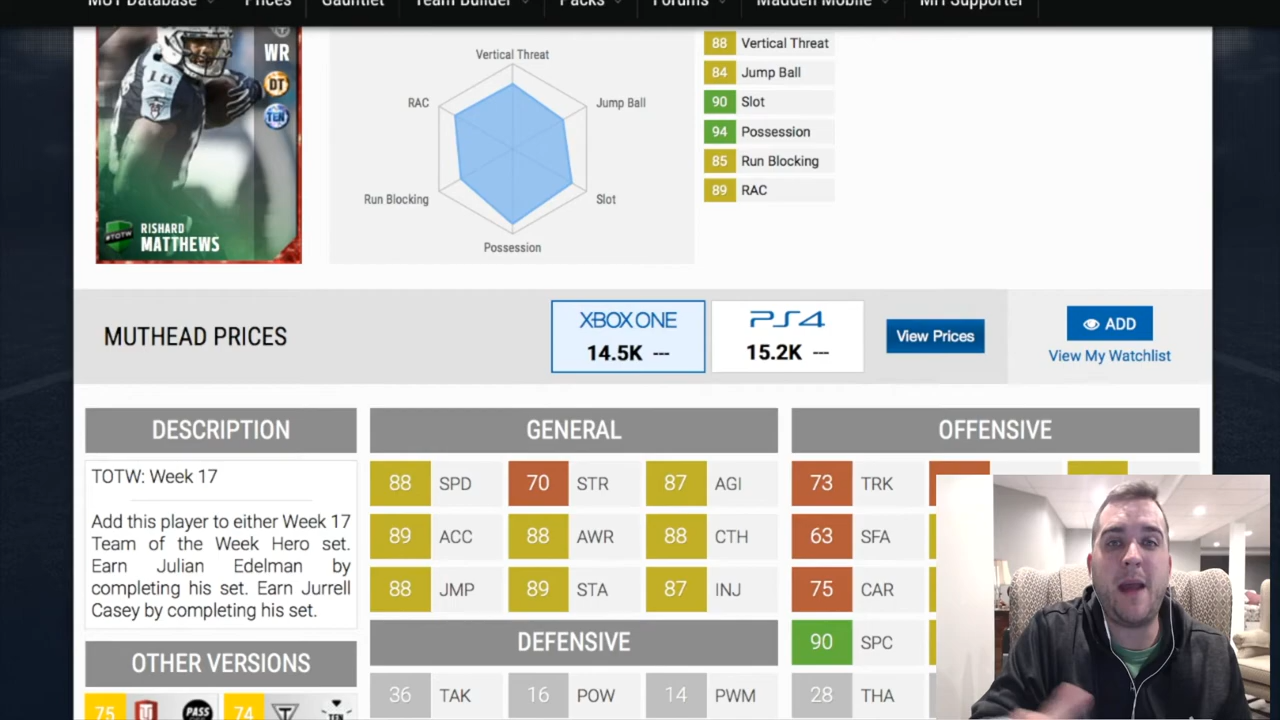 MUT Database Prices Gauntlet Team Builder Packs Forums Madden Mobile MH Supporter
WR
DT
TEN
18
#TOTW
RISHARD
MATTHEWS
Vertical Threat
RAC
Jump Ball
Run Blocking
Slot
Possession
88 Vertical Threat
84 Jump Ball
90 Slot
94 Possession
85 Run Blocking
89 RAC
MUTHEAD PRICES
XBOX ONE
14.5K ---
PS4
15.2K ---
View Prices
ADD
View My Watchlist
DESCRIPTION
TOTW: Week 17
Add this player to either Week 17
Team of the Week Hero set.
Earn Julian Edelman by
completing his set. Earn Jurrell
Casey by completing his set.
OTHER VERSIONS
75 PASS
74 TEN
GENERAL
88 SPD 70 STR 87 AGI
89 ACC 88 AWR 88 CTH
88 JMP 89 STA 87 INJ
DEFENSIVE
36 TAK 16 POW 14 PWM
OFFENSIVE
73 TRK
63 SFA
75 CAR
90 SPC
28 THA